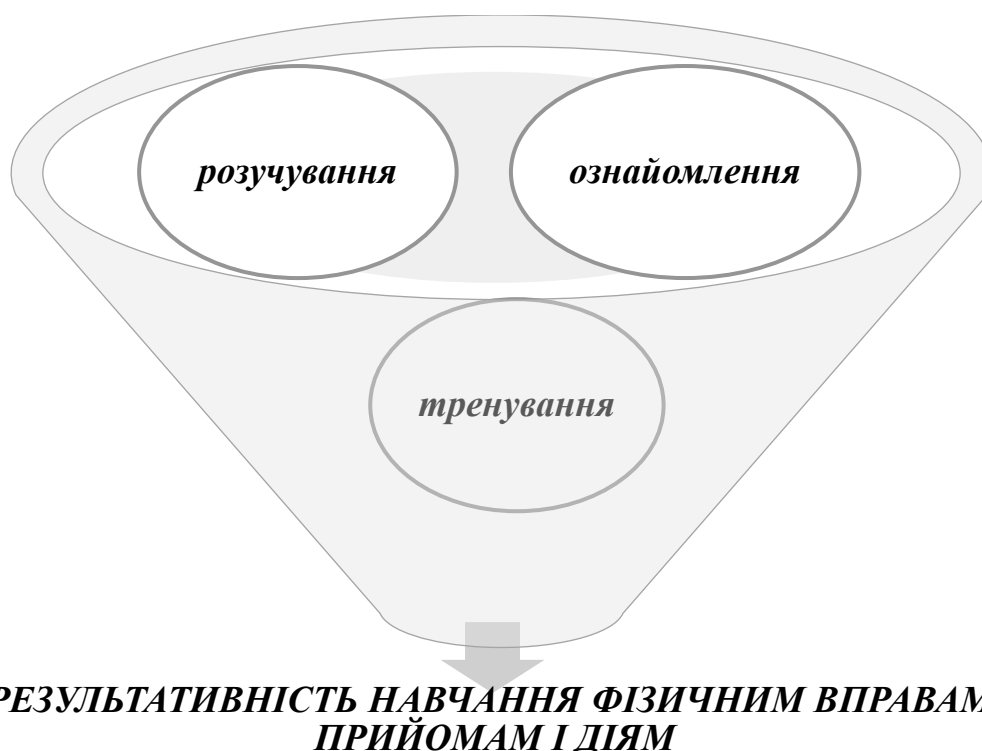 розучування
ознайомлення
тренування
РЕЗУЛЬТАТИВНІСТЬ НАВЧАННЯ ФІЗИЧНИМ ВПРАВАМ
ПРИЙОМАМ І ДІЯМ